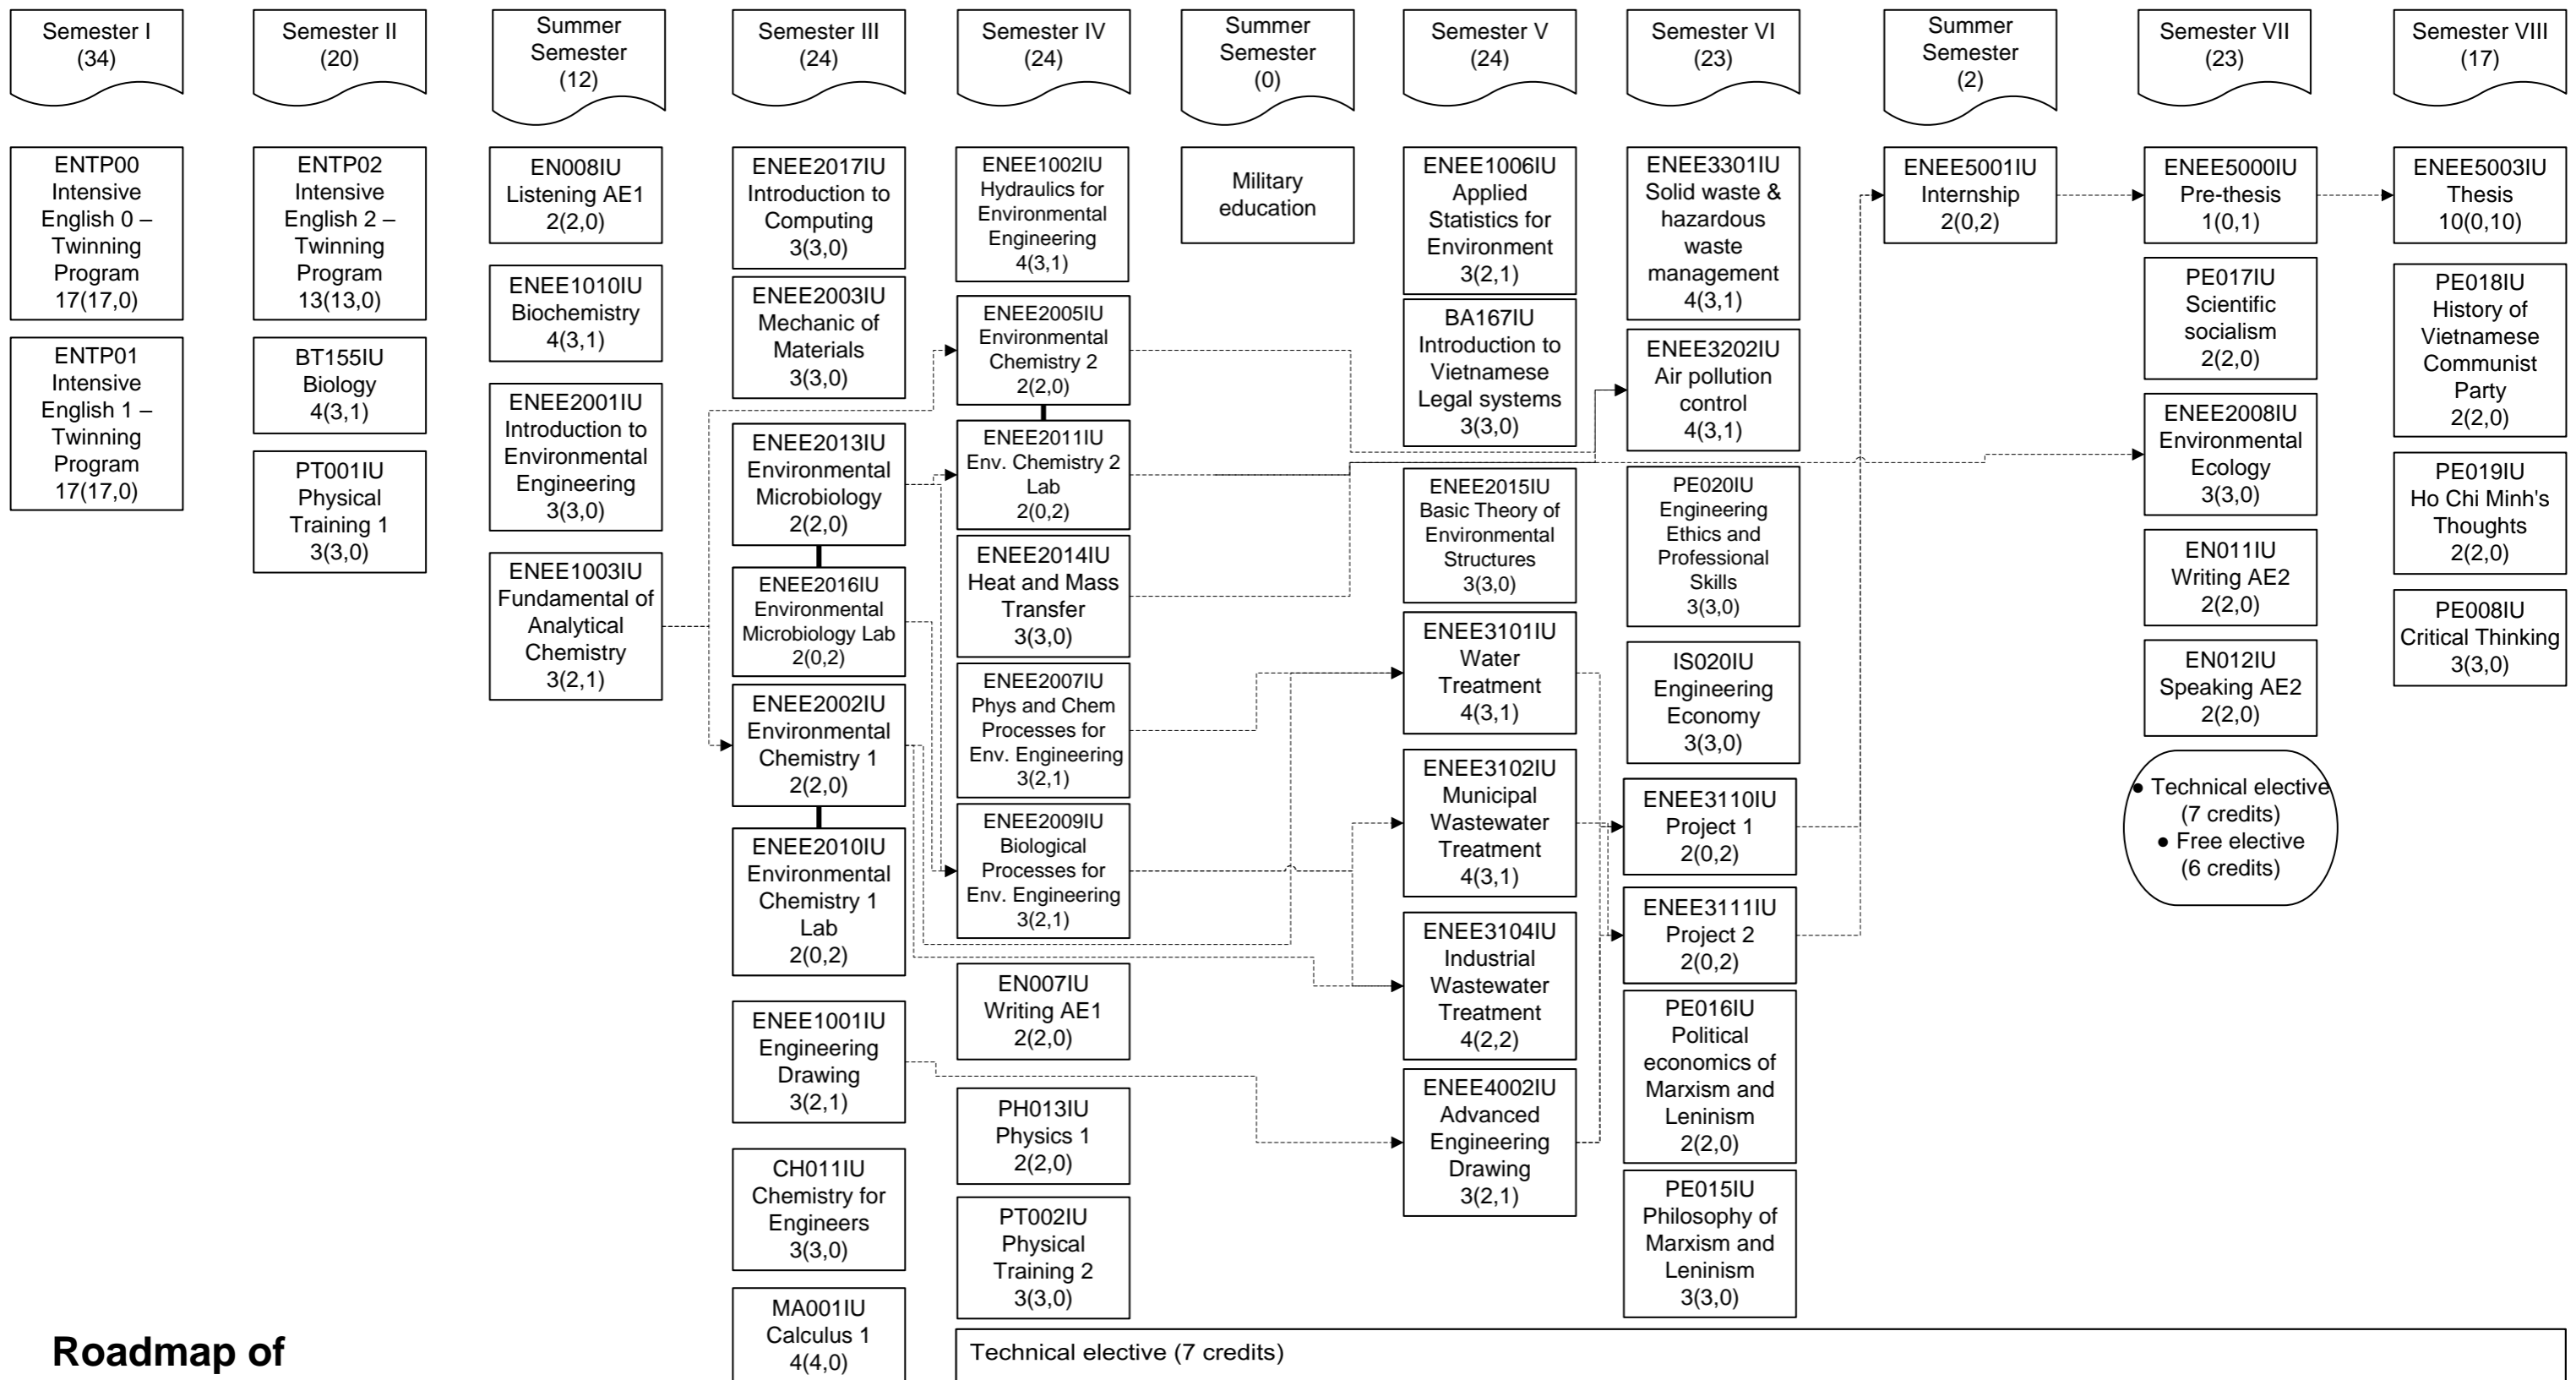 Semester I
(34)
Semester II
(20)
Summer
Semester
(12)
Semester III
(24)
Semester IV
(24)
Summer
Semester
(0)
Semester V
(24)
Semester VI
(23)
Summer
Semester
(2)
Semester VII
(23)
Semester VIII
(17)
ENTP00
Intensive
English 0 –
Twinning
Program
17(17,0)
ENTP01
Intensive
English 1 –
Twinning
Program
17(17,0)
ENTP02
Intensive
English 2 –
Twinning
Program
13(13,0)
BT155IU
Biology
4(3,1)
PT001IU
Physical
Training 1
3(3,0)
EN008IU
Listening AE1
2(2,0)
ENEE1010IU
Biochemistry
4(3,1)
ENEE2001IU
Introduction to
Environmental
Engineering
3(3,0)
ENEE1003IU
Fundamental of
Analytical
Chemistry
3(2,1)
ENEE2017IU
Introduction to
Computing
3(3,0)
ENEE2003IU
Mechanic of
Materials
3(3,0)
ENEE2013IU
Environmental
Microbiology
2(2,0)
ENEE2016IU
Environmental
Microbiology Lab
2(0,2)
ENEE2002IU
Environmental
Chemistry 1
2(2,0)
ENEE2010IU
Environmental
Chemistry 1
Lab
2(0,2)
ENEE1001IU
Engineering
Drawing
3(2,1)
CH011IU
Chemistry for
Engineers
3(3,0)
MA001IU
Calculus 1
4(4,0)
ENEE1002IU
Hydraulics for
Environmental
Engineering
4(3,1)
ENEE2005IU
Environmental
Chemistry 2
2(2,0)
ENEE2011IU
Env. Chemistry 2
Lab
2(0,2)
ENEE2014IU
Heat and Mass
Transfer
3(3,0)
ENEE2007IU
Phys and Chem
Processes for
Env. Engineering
3(2,1)
ENEE2009IU
Biological
Processes for
Env. Engineering
3(2,1)
EN007IU
Writing AE1
2(2,0)
PH013IU
Physics 1
2(2,0)
PT002IU
Physical
Training 2
3(3,0)
Military
education
ENEE1006IU
Applied
Statistics for
Environment
3(2,1)
BA167IU
Introduction to
Vietnamese
Legal systems
3(3,0)
ENEE2015IU
Basic Theory of
Environmental
Structures
3(3,0)
ENEE3101IU
Water
Treatment
4(3,1)
ENEE3102IU
Municipal
Wastewater
Treatment
4(3,1)
ENEE3104IU
Industrial
Wastewater
Treatment
4(2,2)
ENEE4002IU
Advanced
Engineering
Drawing
3(2,1)
ENEE3301IU
Solid waste &
hazardous
waste
management
4(3,1)
ENEE3202IU
Air pollution
control
4(3,1)
PE020IU
Engineering
Ethics and
Professional
Skills
3(3,0)
IS020IU
Engineering
Economy
3(3,0)
ENEE3110IU
Project 1
2(0,2)
ENEE3111IU
Project 2
2(0,2)
PE016IU
Political
economics of
Marxism and
Leninism
2(2,0)
PE015IU
Philosophy of
Marxism and
Leninism
3(3,0)
ENEE5001IU
Internship
2(0,2)
ENEE5000IU
Pre-thesis
1(0,1)
PE017IU
Scientific
socialism
2(2,0)
ENEE2008IU
Environmental
Ecology
3(3,0)
EN011IU
Writing AE2
2(2,0)
EN012IU
Speaking AE2
2(2,0)
● Technical elective
(7 credits)
● Free elective
(6 credits)
ENEE5003IU
Thesis
10(0,10)
PE018IU
History of
Vietnamese
Communist
Party
2(2,0)
PE019IU
Ho Chi Minh's
Thoughts
2(2,0)
PE008IU
Critical Thinking
3(3,0)
Roadmap of
Technical elective (7 credits)